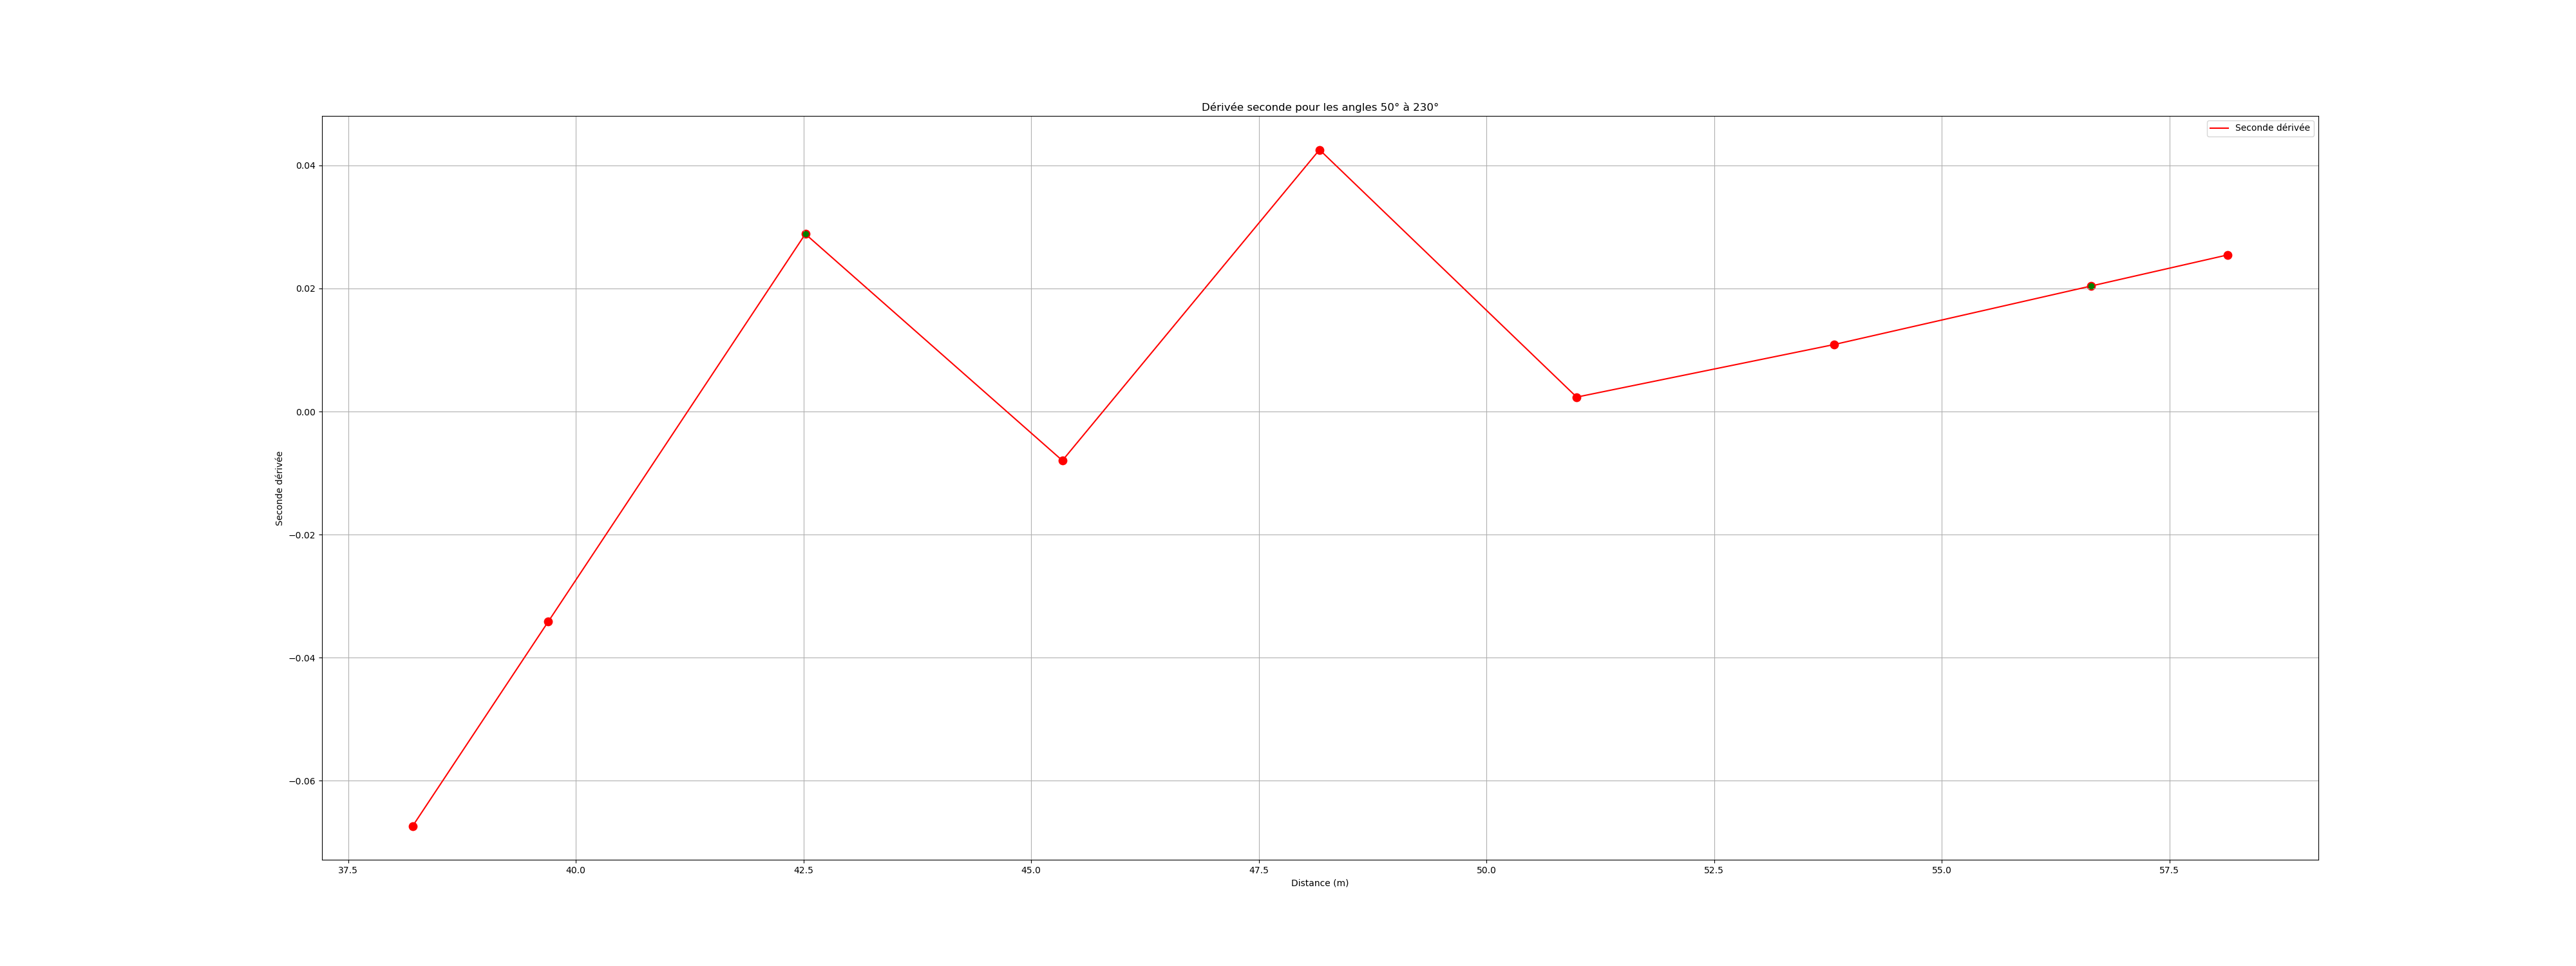 Dérivée seconde pour les angles 50° à 230°
Seconde dérivée
0.04
0.02
0.00
−0.02
−0.04
−0.06
Seconde dérivée
37.5 40.0 42.5 45.0 47.5 50.0 52.5 55.0 57.5
Distance (m)